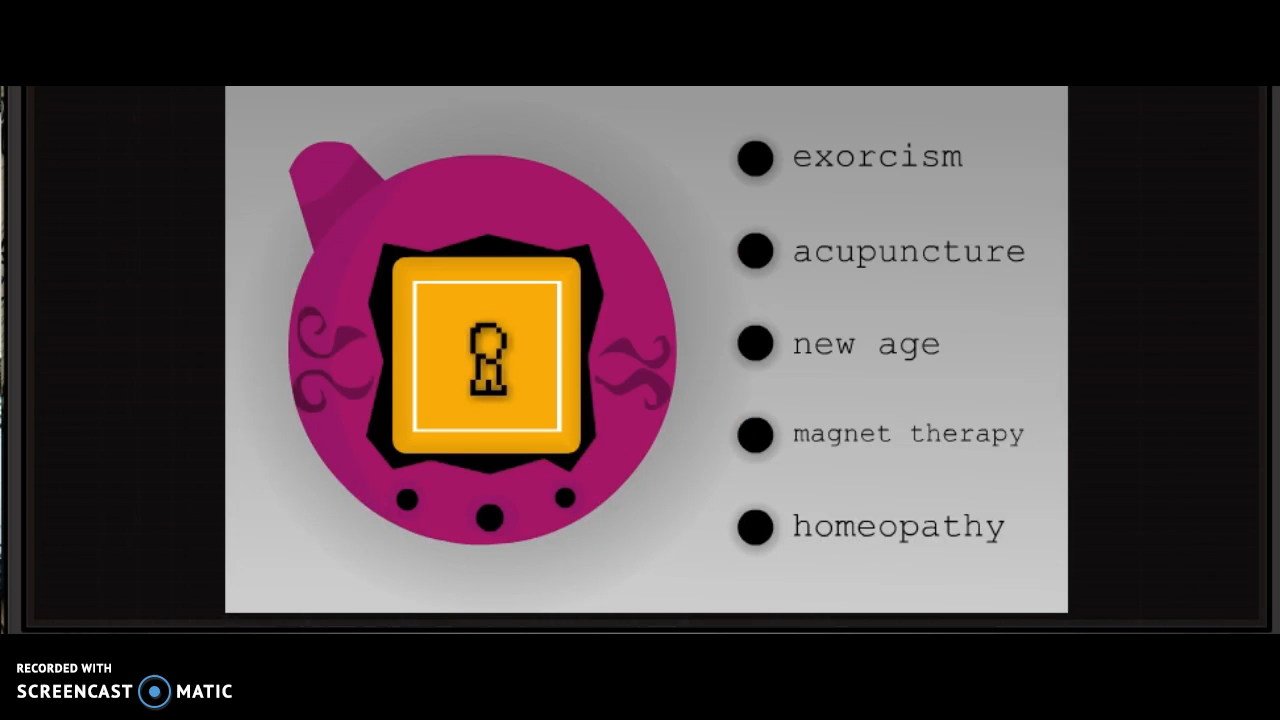 exorcism
acupuncture
new age
magnet therapy
homeopathy
RECORDED WITH
SCREENCAST MATIC